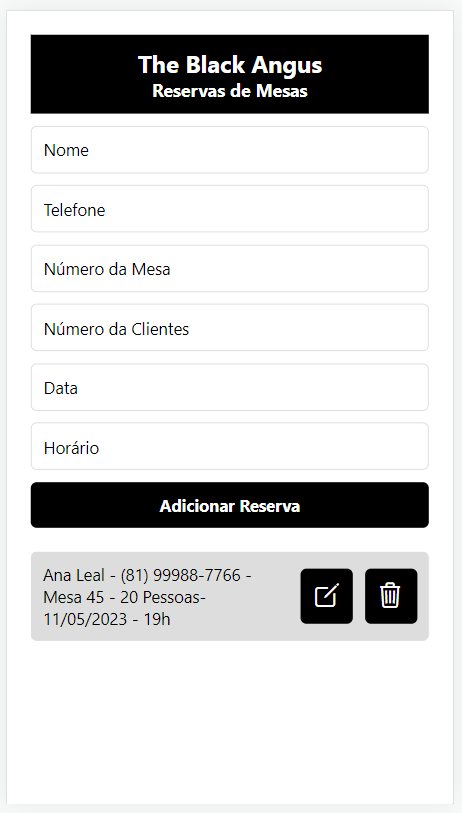 The Black Angus
Reservas de Mesas
Nome
Telefone
Número da Mesa
Número da Clientes
Data
Horário
Adicionar Reserva
Ana Leal - (81) 99988-7766 -
Mesa 45 - 20 Pessoas-
11/05/2023 - 19h